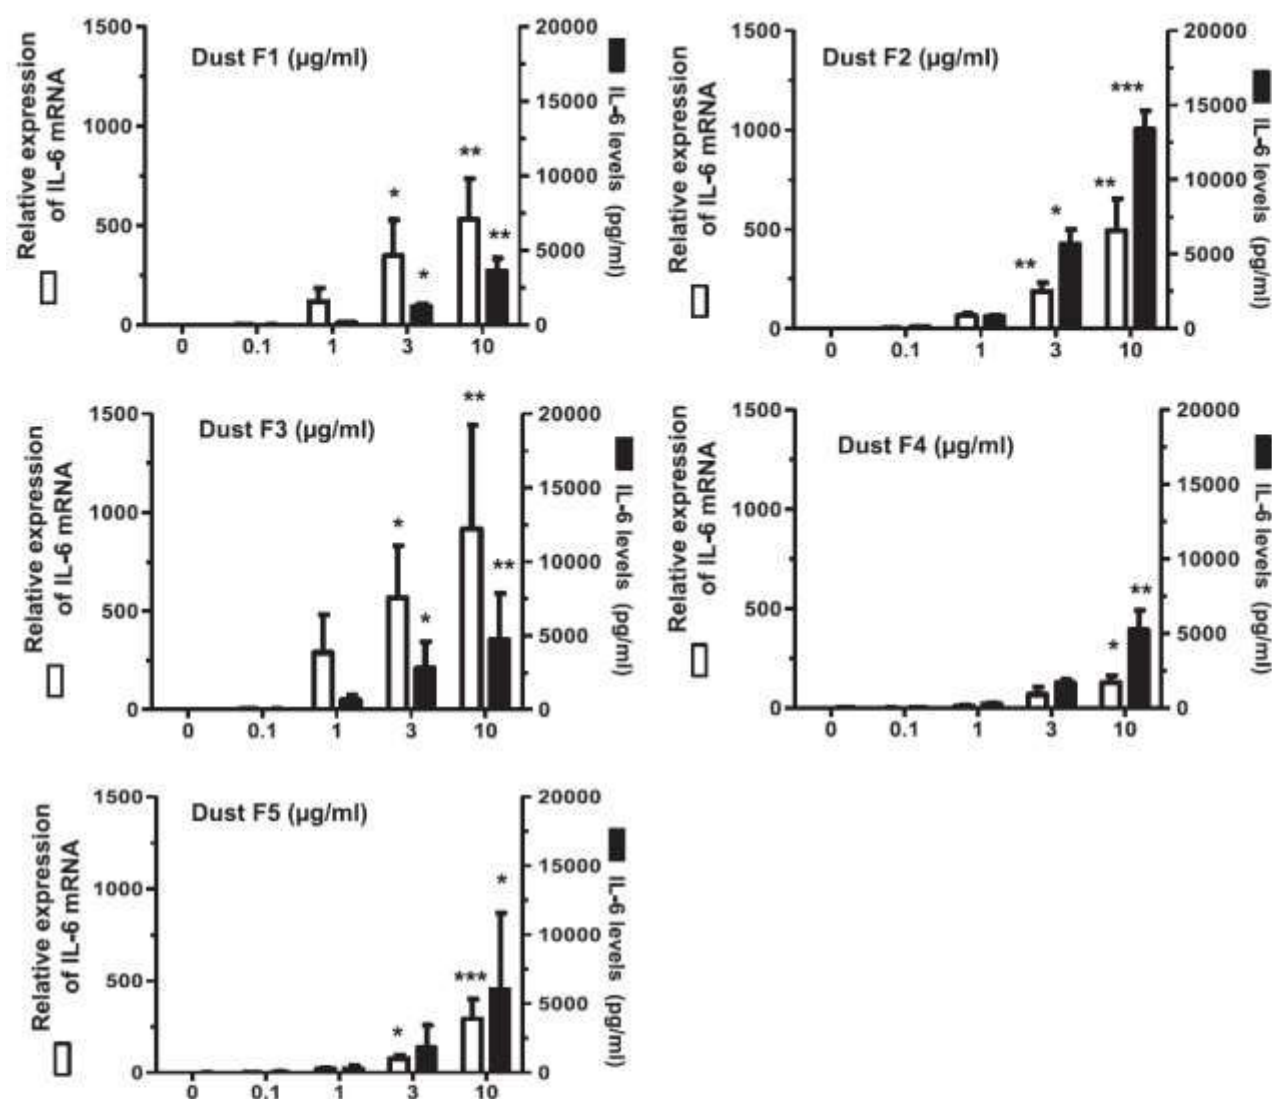 Dust F1 (µg/ml)
Relative expression
of IL-6 mRNA
1500
1000
500
0
20000
15000
10000
5000
0
IL-6 levels (pg/ml)
*
*
**
**
0 0.1 1 3 10
Dust F2 (µg/ml)
Relative expression
of IL-6 mRNA
1500
1000
500
0
20000
15000
10000
5000
0
IL-6 levels (pg/ml)
**
*
**
***
0 0.1 1 3 10
Dust F3 (µg/ml)
Relative expression
of IL-6 mRNA
1500
1000
500
0
20000
15000
10000
5000
0
IL-6 levels (pg/ml)
*
*
**
**
0 0.1 1 3 10
Dust F4 (µg/ml)
Relative expression
of IL-6 mRNA
1500
1000
500
0
20000
15000
10000
5000
0
IL-6 levels (pg/ml)
*
**
0 0.1 1 3 10
Dust F5 (µg/ml)
Relative expression
of IL-6 mRNA
1500
1000
500
0
20000
15000
10000
5000
0
IL-6 levels (pg/ml)
*
***
*
0 0.1 1 3 10